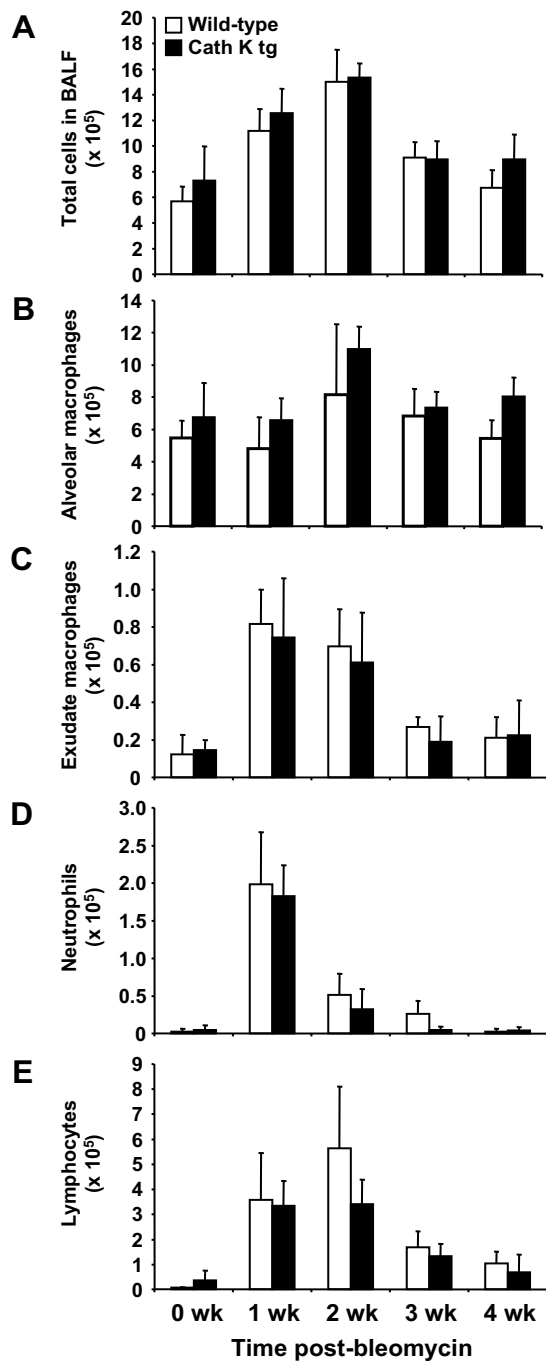 A
Wild-type
Cath K tg
Total cells in BALF
(x 10⁵)
20
18
16
14
12
10
8
6
4
2
0
B
Alveolar macrophages
(x 10⁵)
14
12
10
8
6
4
2
0
C
Exudate macrophages
(x 10⁵)
1.2
1.0
0.8
0.6
0.4
0.2
0
D
Neutrophils
(x 10⁵)
3.0
2.5
2.0
1.5
1.0
0.5
0
E
Lymphocytes
(x 10⁵)
9
8
7
6
5
4
3
2
1
0
0 wk 1 wk 2 wk 3 wk 4 wk
Time post-bleomycin